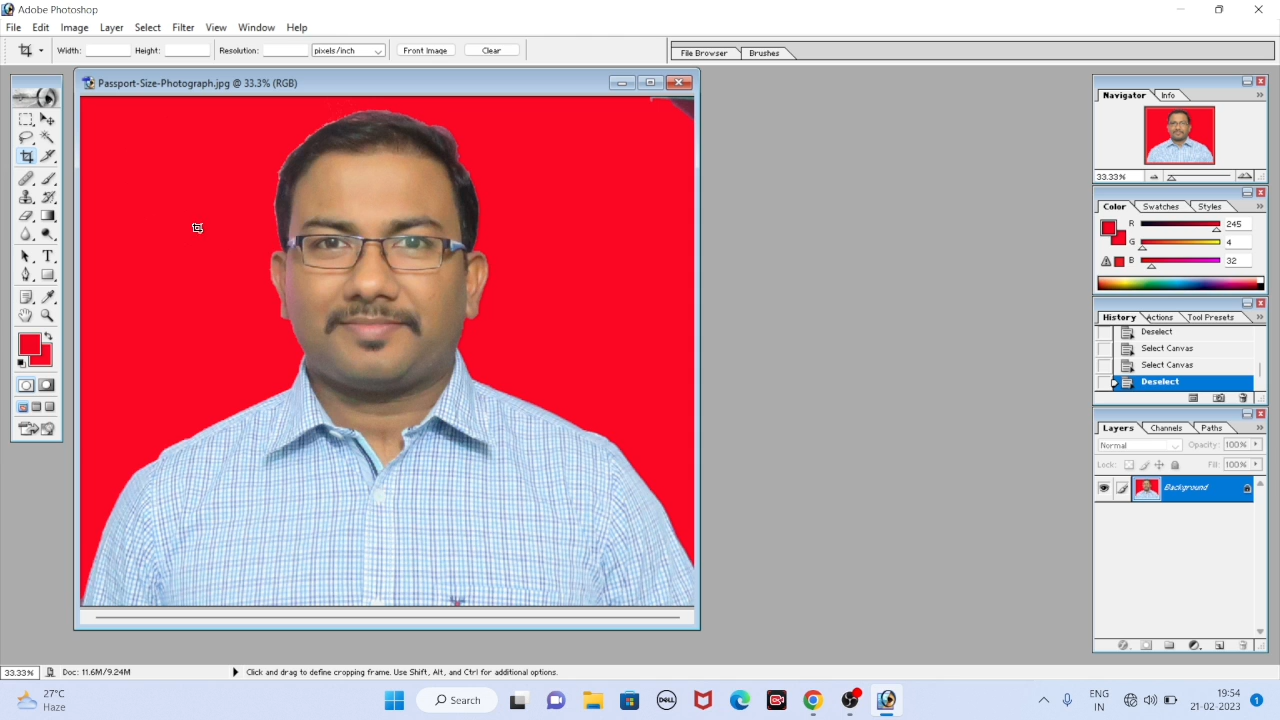 Adobe Photoshop
File Edit Image Layer Select Filter View Window Help
Width: Height: Resolution: pixels/inch Front Image Clear File Browser Brushes
Passport-Size-Photograph.jpg @ 33.3% (RGB)
Navigator Info
33.33%
Color Swatches Styles
R 245
G 4
B 32
History Actions Tool Presets
Deselect
Select Canvas
Select Canvas
Deselect
Layers Channels Paths
Normal Opacity: 100%
Lock: Fill: 100%
Background
33.33% Doc: 11.6M/9.24M Click and drag to define cropping frame. Use Shift, Alt, and Ctrl for additional options.
27°C
Haze
Search
DELL
ENG
IN
19:54
21-02-2023
1